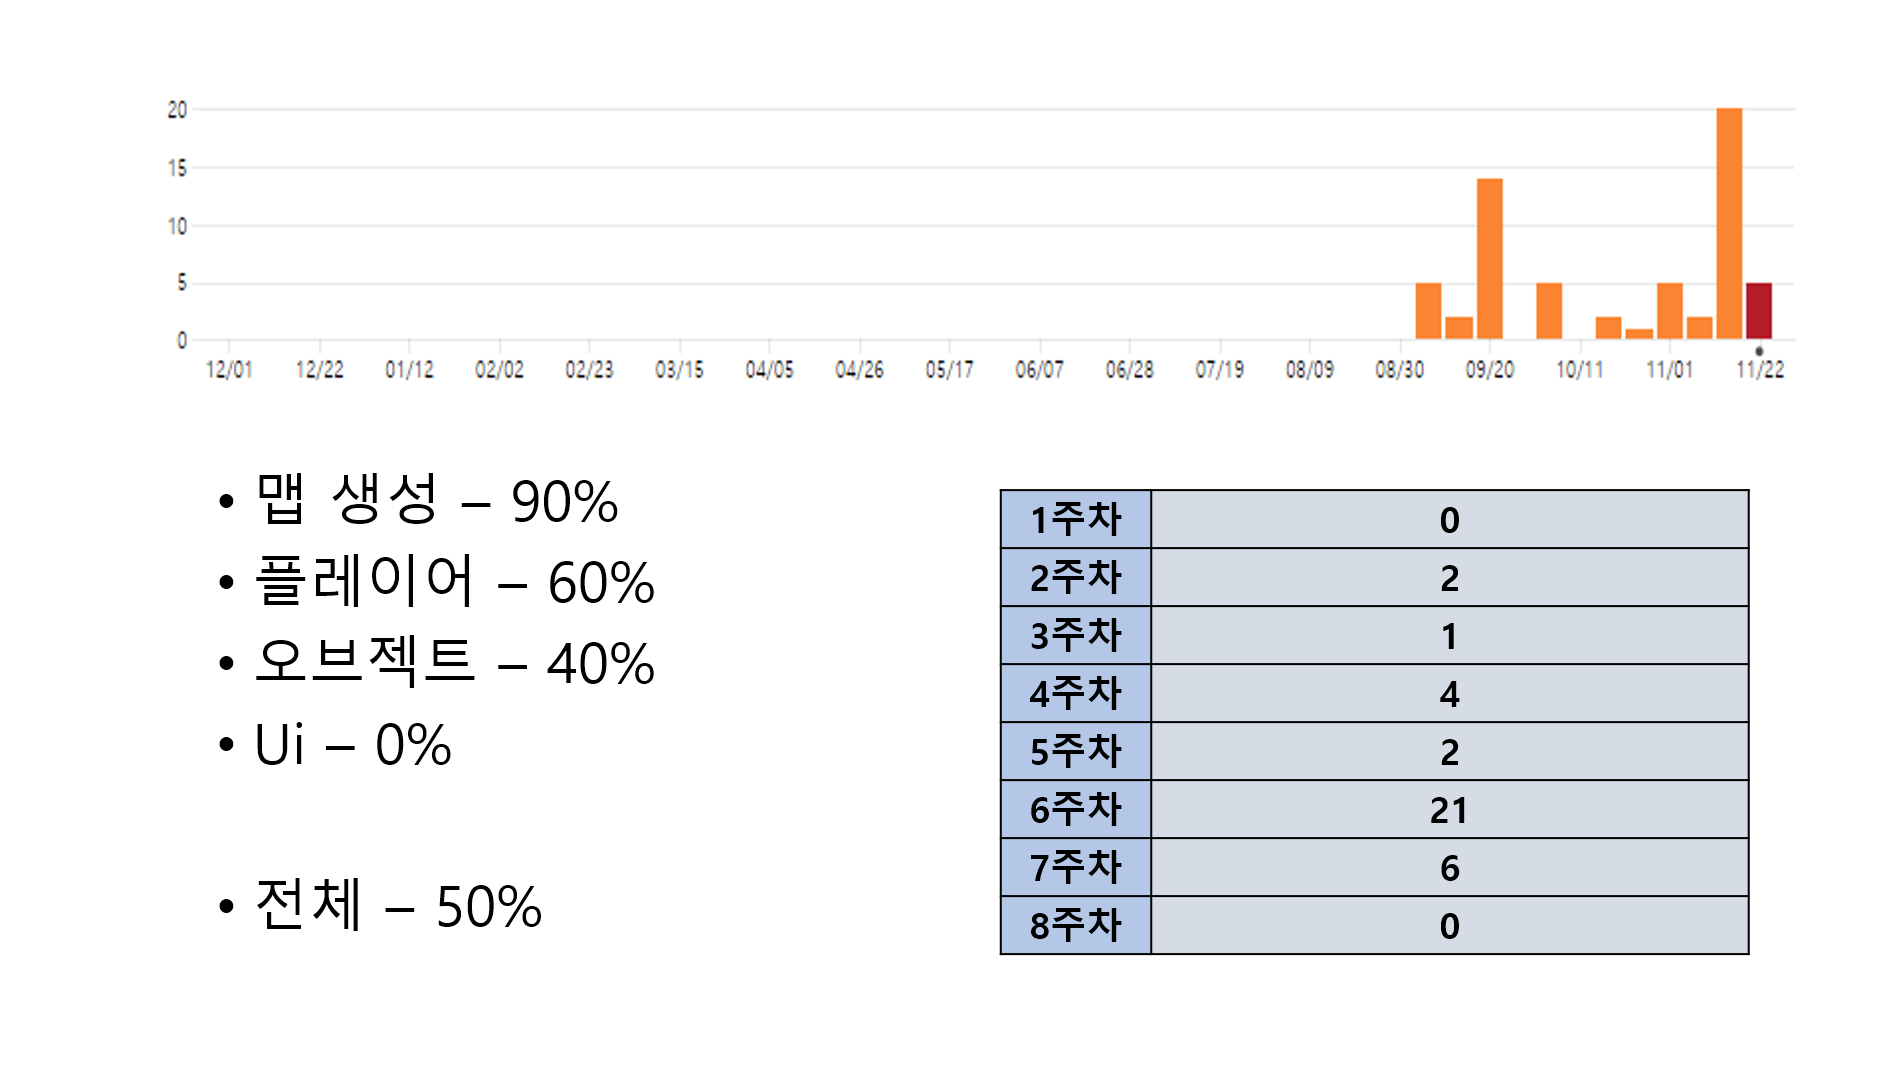 20
15
10
5
0
12/01 12/22 01/12 02/02 02/23 03/15 04/05 04/26 05/17 06/07 06/28 07/19 08/09 08/30 09/20 10/11 11/01 11/22
• 맵 생성 – 90%
• 플레이어 – 60%
• 오브젝트 – 40%
• Ui – 0%
• 전체 – 50%
1주차 0
2주차 2
3주차 1
4주차 4
5주차 2
6주차 21
7주차 6
8주차 0